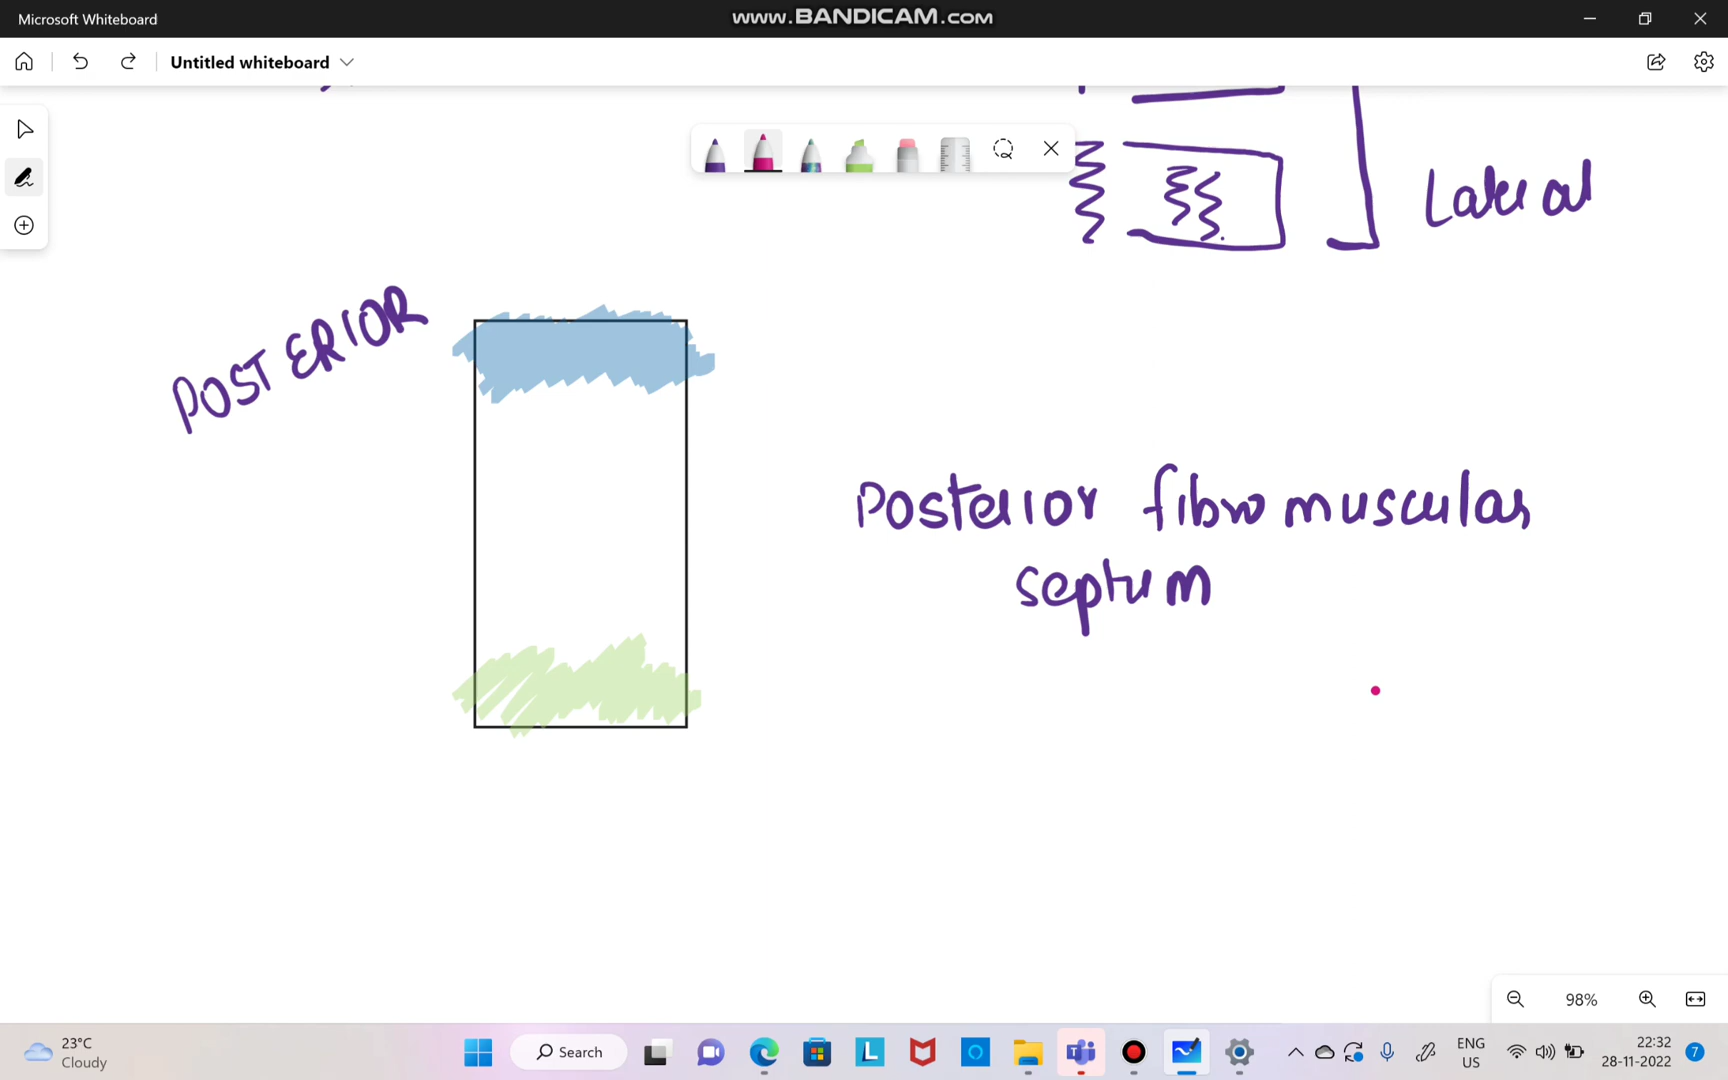 Microsoft Whiteboard
www.BANDICAM.com
Untitled whiteboard
Lateral
POSTERIOR
Posterior fibromuscular
septum
98%
23°C
Cloudy
Search
ENG
US
22:32
28-11-2022
7